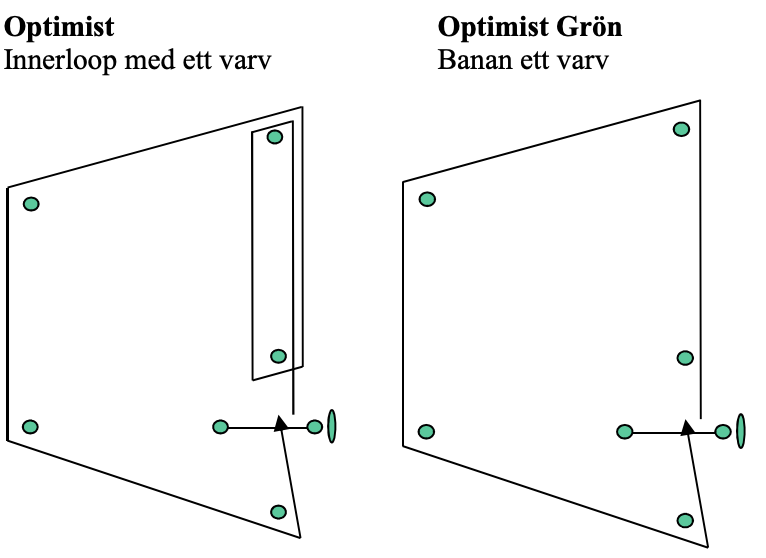 Optimist
Innerloop med ett varv
Optimist Grön
Banan ett varv